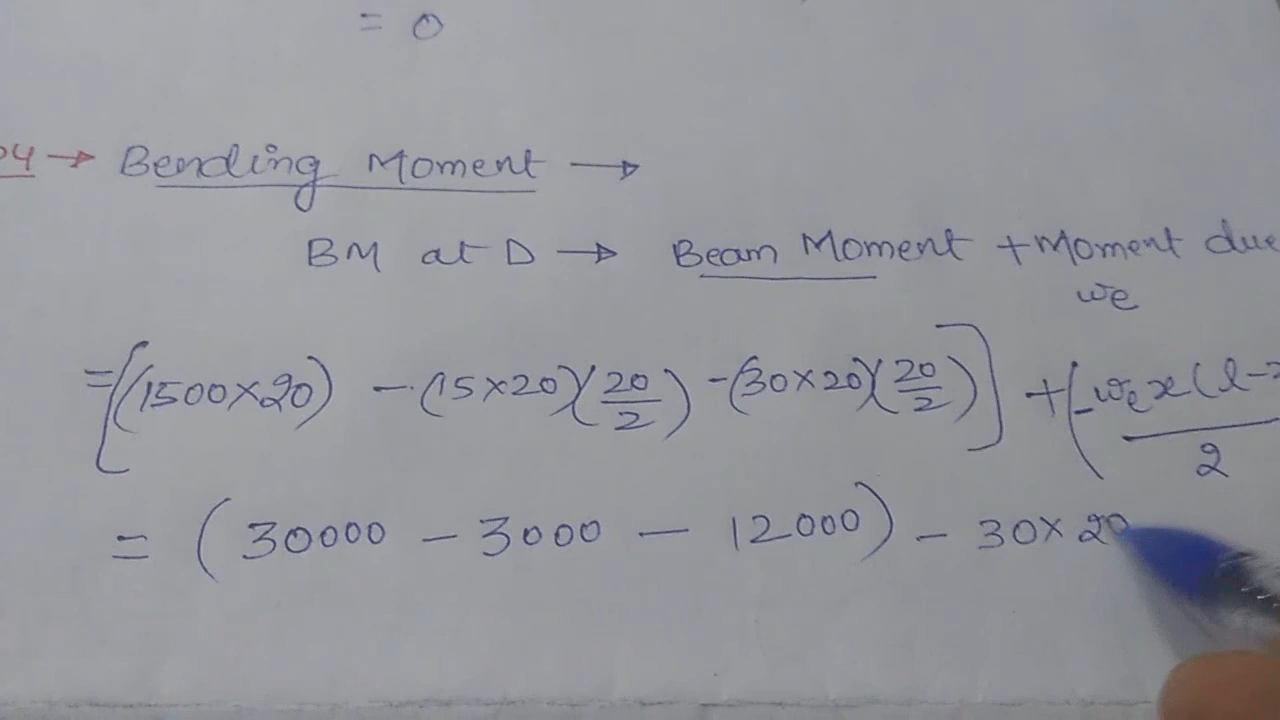 = 0
04 → Bending Moment →
BM at D → Beam Moment + Moment due
we
= [(1500×20) - (15×20)(20/2) - (30×20)(20/2)] + (-we x (l-
2
= (30000 - 3000 - 12000) - 30×20